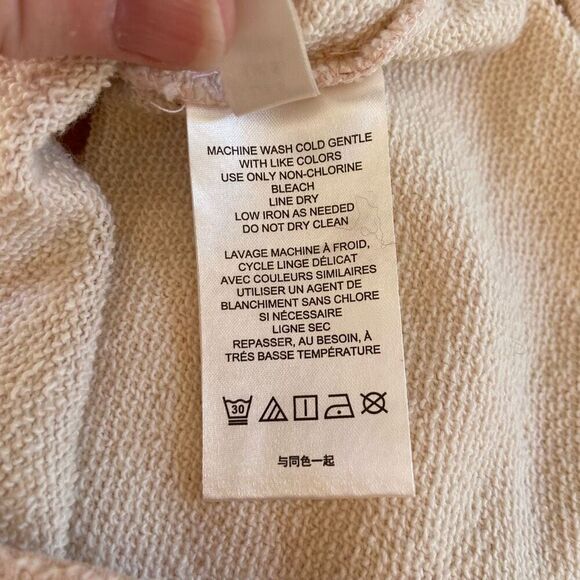 MACHINE WASH COLD GENTLE
WITH LIKE COLORS
USE ONLY NON-CHLORINE
BLEACH
LINE DRY
LOW IRON AS NEEDED
DO NOT DRY CLEAN
LAVAGE MACHINE À FROID,
CYCLE LINGE DÉLICAT
AVEC COULEURS SIMILAIRES
UTILISER UN AGENT DE
BLANCHIMENT SANS CHLORE
SI NÉCESSAIRE
LIGNE SEC
REPASSER, AU BESOIN, À
TRÉS BASSE TEMPÉRATURE
30
与同色一起